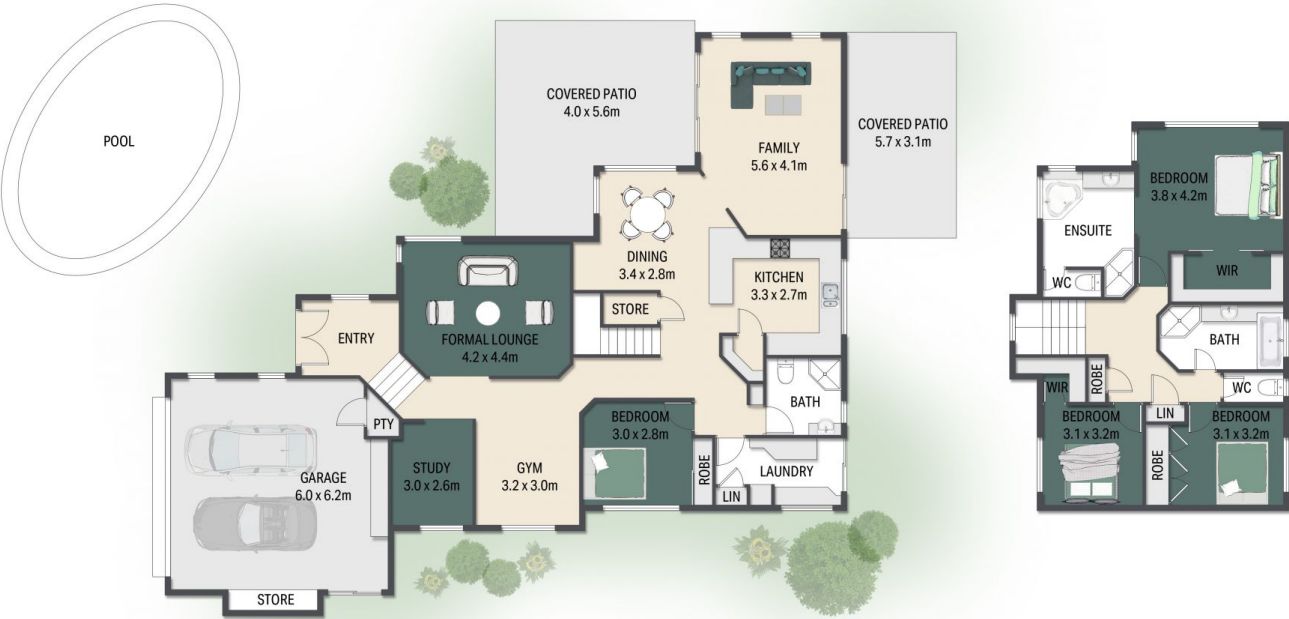 POOL
COVERED PATIO
4.0 x 5.6m
FAMILY
5.6 x 4.1m
COVERED PATIO
5.7 x 3.1m
DINING
3.4 x 2.8m
KITCHEN
3.3 x 2.7m
STORE
ENTRY
FORMAL LOUNGE
4.2 x 4.4m
BATH
PTY
BEDROOM
3.0 x 2.8m
STUDY
3.0 x 2.6m
GYM
3.2 x 3.0m
ROBE
LAUNDRY
LIN
GARAGE
6.0 x 6.2m
STORE
BEDROOM
3.8 x 4.2m
ENSUITE
WC
WIR
BATH
WIR
ROBE
WC
LIN
BEDROOM
3.1 x 3.2m
BEDROOM
3.1 x 3.2m
ROBE